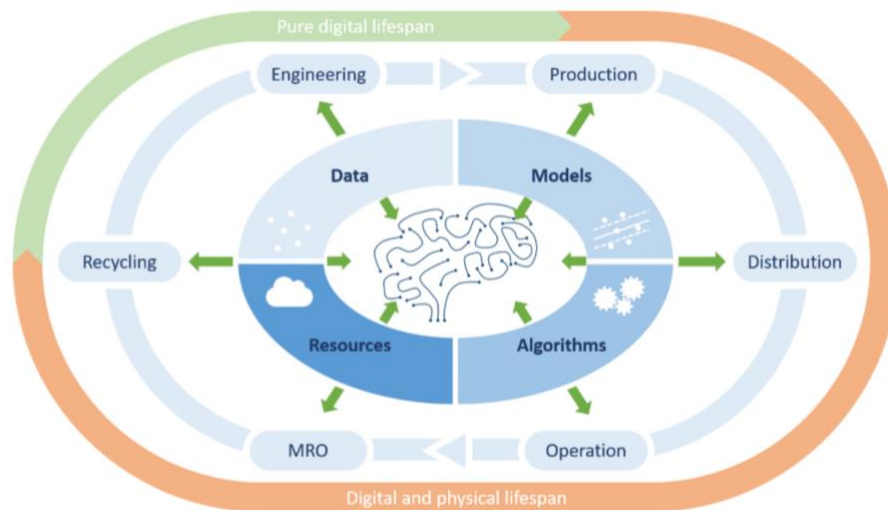 Pure digital lifespan
Engineering
Production
Data
Models
Recycling
Distribution
Resources
Algorithms
MRO
Operation
Digital and physical lifespan